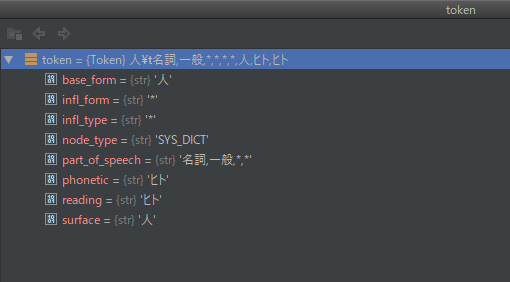 token
token = {Token} 人¥t名詞,一般,*,*,*,*,人,ヒト,ヒト
base_form = {str} '人'
infl_form = {str} '*'
infl_type = {str} '*'
node_type = {str} 'SYS_DICT'
part_of_speech = {str} '名詞,一般,*,*'
phonetic = {str} 'ヒト'
reading = {str} 'ヒト'
surface = {str} '人'